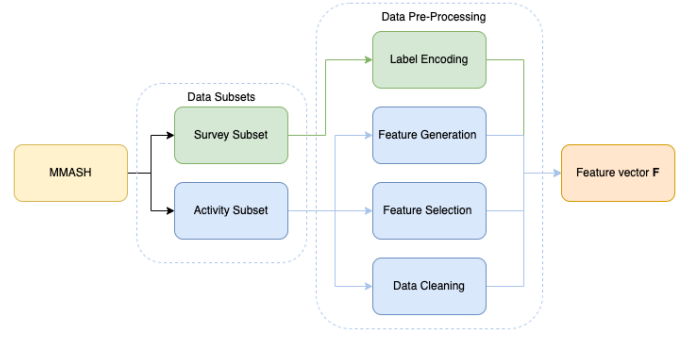 Data Pre-Processing
Label Encoding
Data Subsets
Survey Subset
Feature Generation
MMASH
Feature vector F
Activity Subset
Feature Selection
Data Cleaning